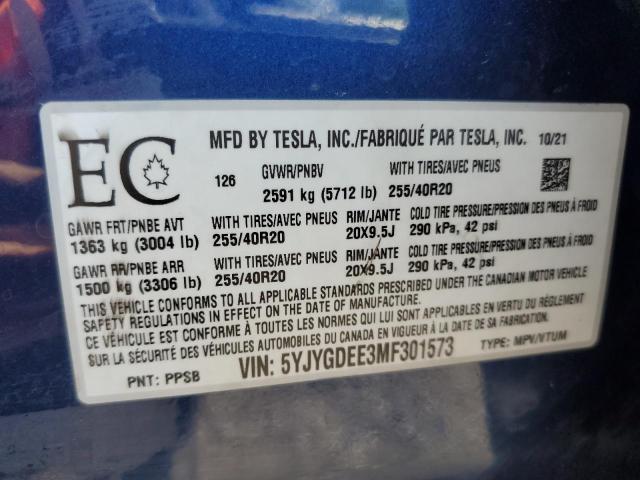 EC
MFD BY TESLA, INC./FABRIQUÉ PAR TESLA, INC. 10/21
126
GVWR/PNBV WITH TIRES/AVEC PNEUS
2591 kg (5712 lb) 255/40R20
GAWR FRT/PNBE AVT WITH TIRES/AVEC PNEUS RIM/JANTE COLD TIRE PRESSURE/PRESSION DES PNEUS À FROID
1363 kg (3004 lb) 255/40R20 20X9.5J 290 kPa, 42 psi
GAWR RR/PNBE ARR WITH TIRES/AVEC PNEUS RIM/JANTE COLD TIRE PRESSURE/PRESSION DES PNEUS À FROID
1500 kg (3306 lb) 255/40R20 20X9.5J 290 kPa, 42 psi
THIS VEHICLE CONFORMS TO ALL APPLICABLE STANDARDS PRESCRIBED UNDER THE CANADIAN MOTOR VEHICLE
SAFETY REGULATIONS IN EFFECT ON THE DATE OF MANUFACTURE.
CE VÉHICULE EST CONFORME À TOUTES LES NORMES QUI LUI SONT APPLICABLES EN VERTU DU RÈGLEMENT
SUR LA SÉCURITÉ DES VÉHICULES AUTOMOBILES DU CANADA EN VIGUEUR À LA DATE DE SA FABRICATION.
PNT: PPSB VIN: 5YJYGDEE3MF301573 TYPE: MPV/VTUM